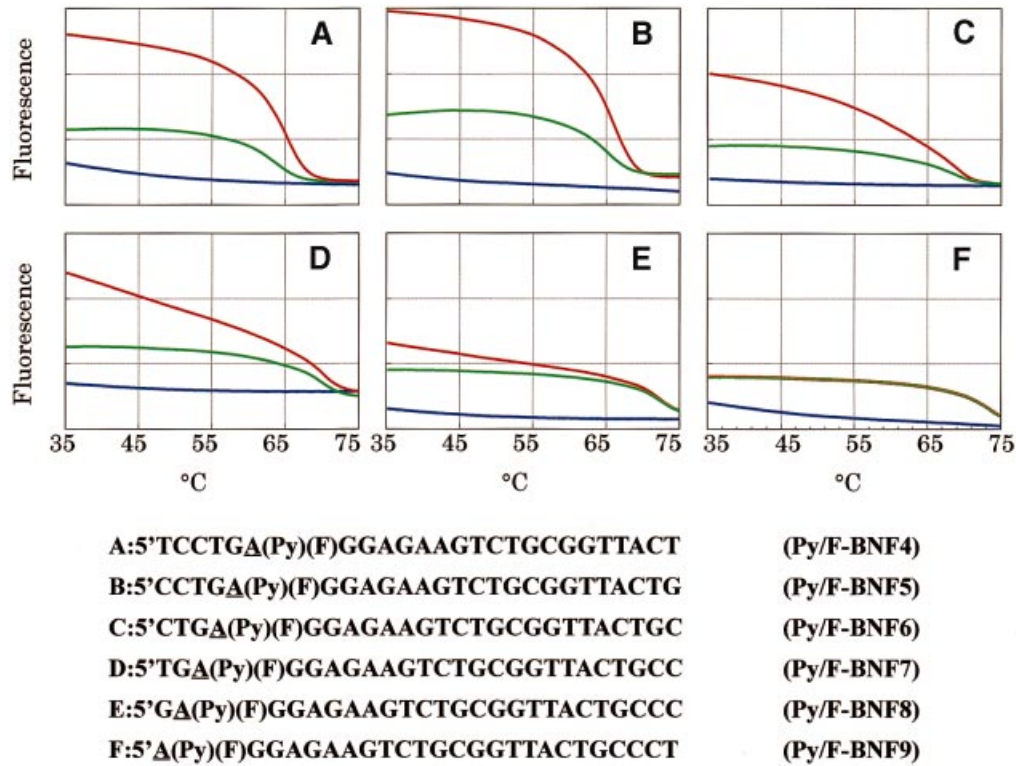 A
B
C
Fluorescence
D
E
F
Fluorescence
35 45 55 65 75 35 45 55 65 75 35 45 55 65 75
°C °C °C
A:5'TCCTGA(Py)(F)GGAGAAGTCTGCGGTTACT (Py/F-BNF4)
B:5'CCTGA(Py)(F)GGAGAAGTCTGCGGTTACTG (Py/F-BNF5)
C:5'CTGA(Py)(F)GGAGAAGTCTGCGGTTACTGC (Py/F-BNF6)
D:5'TGA(Py)(F)GGAGAAGTCTGCGGTTACTGCC (Py/F-BNF7)
E:5'GA(Py)(F)GGAGAAGTCTGCGGTTACTGCCC (Py/F-BNF8)
F:5'A(Py)(F)GGAGAAGTCTGCGGTTACTGCCCT (Py/F-BNF9)